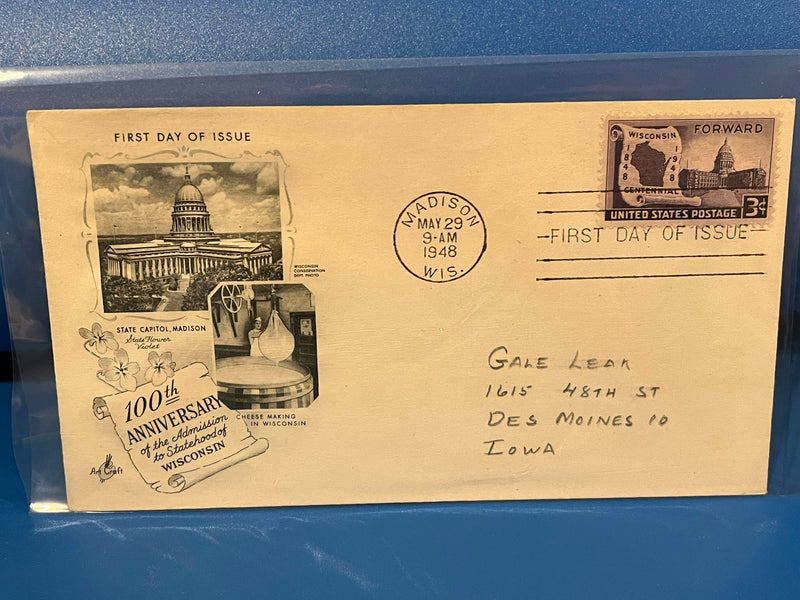 FIRST DAY OF ISSUE
WISCONSIN
CONSERVATION
DEPT. PHOTO
STATE CAPITOL, MADISON
State Flower
Violet
CHEESE MAKING
IN WISCONSIN
100th
ANNIVERSARY
of the Admission
to Statehood of
WISCONSIN
Art Craft
MADISON
MAY 29
9-AM
1948
WIS.
WISCONSIN
FORWARD
1848
1948
CENTENNIAL
UNITED STATES POSTAGE 3¢
FIRST DAY OF ISSUE
GALE LEAK
1615 48TH ST
DES MOINES 10
IOWA